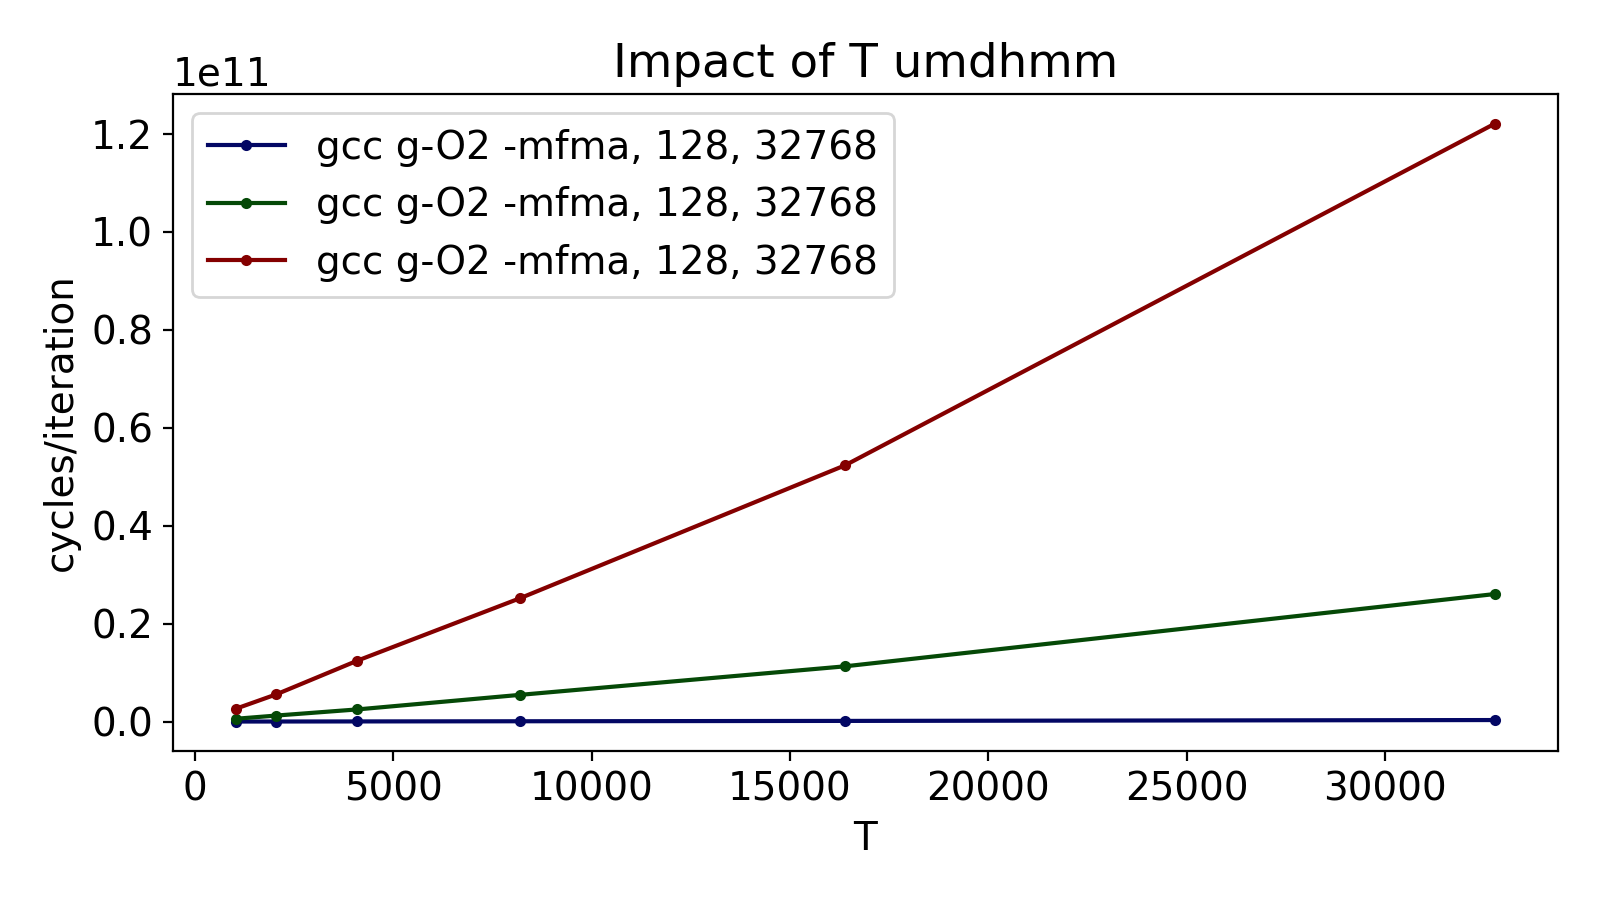 Impact of T umdhmm
1e11
gcc g-O2 -mfma, 128, 32768
gcc g-O2 -mfma, 128, 32768
gcc g-O2 -mfma, 128, 32768
cycles/iteration
1.2
1.0
0.8
0.6
0.4
0.2
0.0
0 5000 10000 15000 20000 25000 30000
T